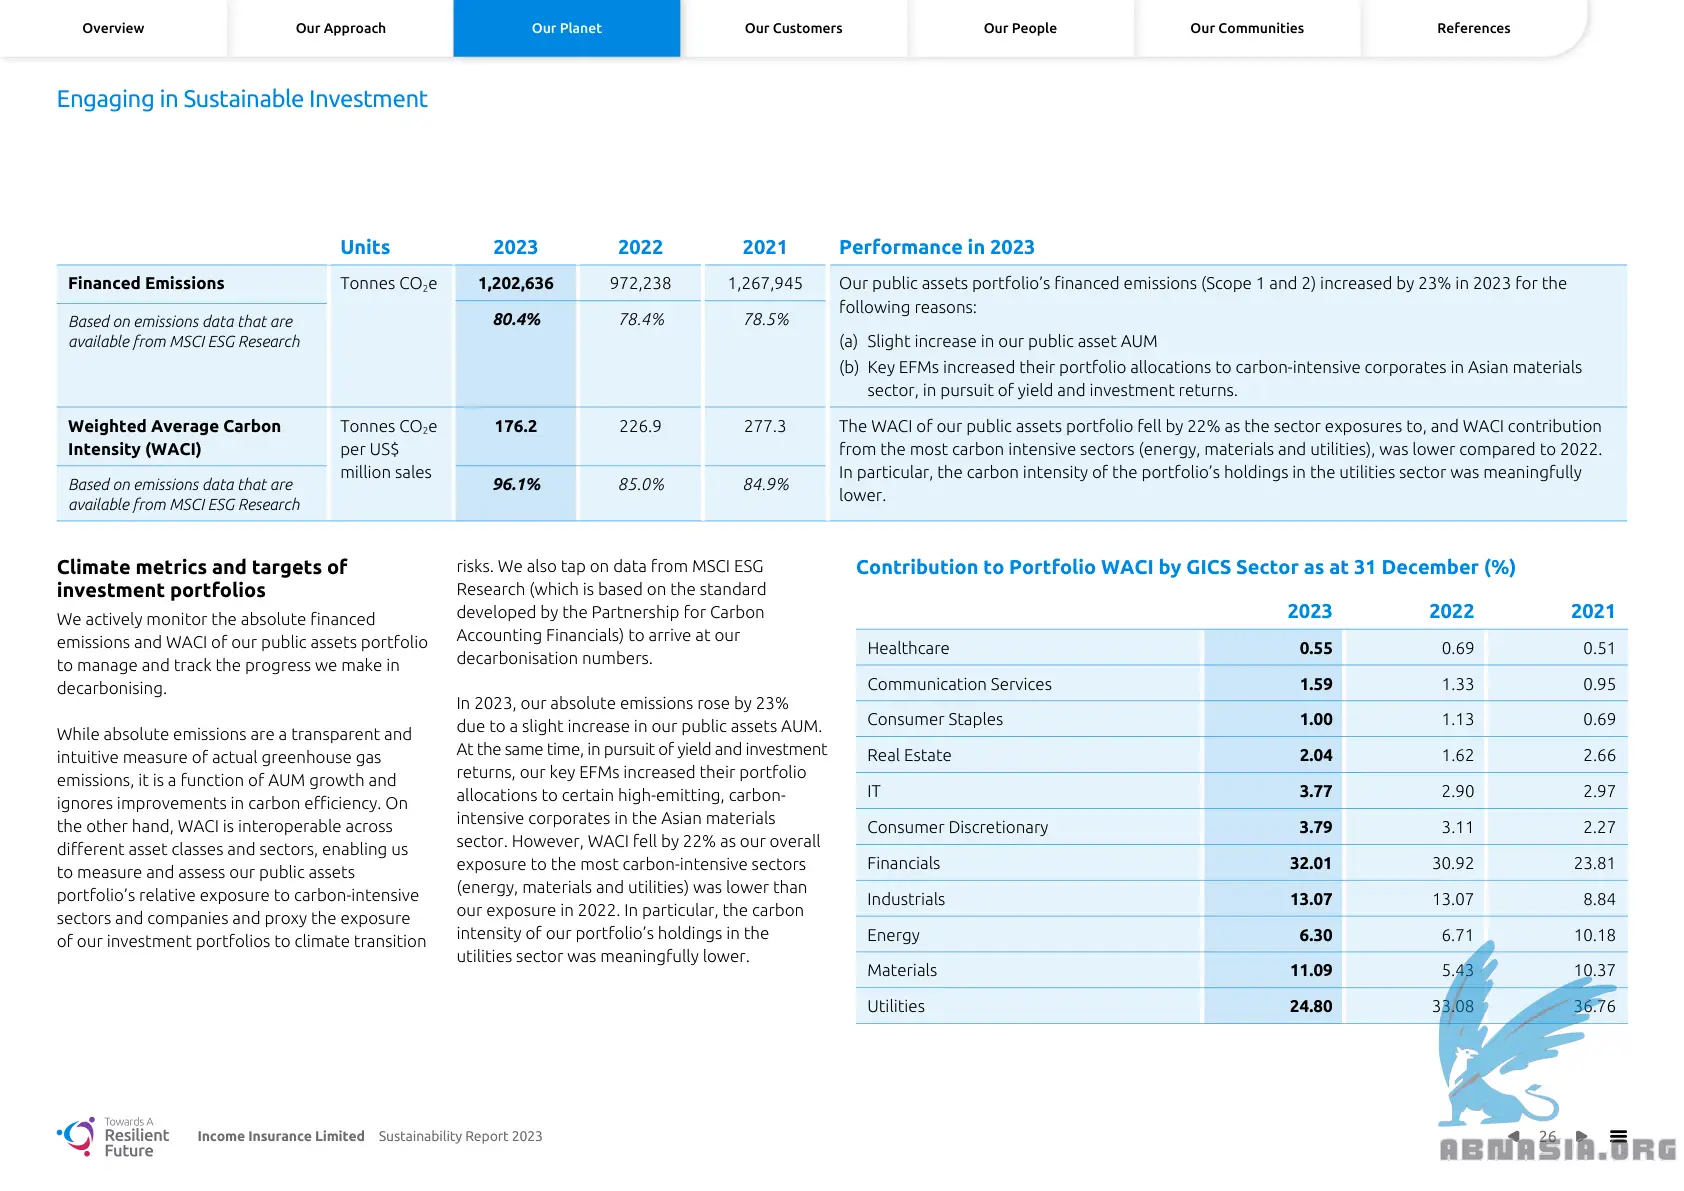 Overview
Our Approach
Our Planet
Our Customers
Our People
Our Communities
References
Engaging in Sustainable Investment
Units 2023 2022 2021 Performance in 2023
Financed Emissions Tonnes CO₂e 1,202,636 972,238 1,267,945
Based on emissions data that are 80.4% 78.4% 78.5%
available from MSCI ESG Research
Our public assets portfolio’s financed emissions (Scope 1 and 2) increased by 23% in 2023 for the
following reasons:
(a) Slight increase in our public asset AUM
(b) Key EFMs increased their portfolio allocations to carbon-intensive corporates in Asian materials
sector, in pursuit of yield and investment returns.
Weighted Average Carbon
Intensity (WACI)
Tonnes CO₂e
per US$
million sales
176.2 226.9 277.3
Based on emissions data that are
available from MSCI ESG Research
96.1% 85.0% 84.9%
The WACI of our public assets portfolio fell by 22% as the sector exposures to, and WACI contribution
from the most carbon intensive sectors (energy, materials and utilities), was lower compared to 2022.
In particular, the carbon intensity of the portfolio’s holdings in the utilities sector was meaningfully
lower.
Climate metrics and targets of
investment portfolios
We actively monitor the absolute financed
emissions and WACI of our public assets portfolio
to manage and track the progress we make in
decarbonising.
While absolute emissions are a transparent and
intuitive measure of actual greenhouse gas
emissions, it is a function of AUM growth and
ignores improvements in carbon efficiency. On
the other hand, WACI is interoperable across
different asset classes and sectors, enabling us
to measure and assess our public assets
portfolio’s relative exposure to carbon-intensive
sectors and companies and proxy the exposure
of our investment portfolios to climate transition
risks. We also tap on data from MSCI ESG
Research (which is based on the standard
developed by the Partnership for Carbon
Accounting Financials) to arrive at our
decarbonisation numbers.
In 2023, our absolute emissions rose by 23%
due to a slight increase in our public assets AUM.
At the same time, in pursuit of yield and investment
returns, our key EFMs increased their portfolio
allocations to certain high-emitting, carbon-
intensive corporates in the Asian materials
sector. However, WACI fell by 22% as our overall
exposure to the most carbon-intensive sectors
(energy, materials and utilities) was lower than
our exposure in 2022. In particular, the carbon
intensity of our portfolio’s holdings in the
utilities sector was meaningfully lower.
Contribution to Portfolio WACI by GICS Sector as at 31 December (%)
2023 2022 2021
Healthcare 0.55 0.69 0.51
Communication Services 1.59 1.33 0.95
Consumer Staples 1.00 1.13 0.69
Real Estate 2.04 1.62 2.66
IT 3.77 2.90 2.97
Consumer Discretionary 3.79 3.11 2.27
Financials 32.01 30.92 23.81
Industrials 13.07 13.07 8.84
Energy 6.30 6.71 10.18
Materials 11.09 5.43 10.37
Utilities 24.80 33.08 36.76
Towards A
Resilient
Future
Income Insurance Limited Sustainability Report 2023
26
ABNASIA.ORG